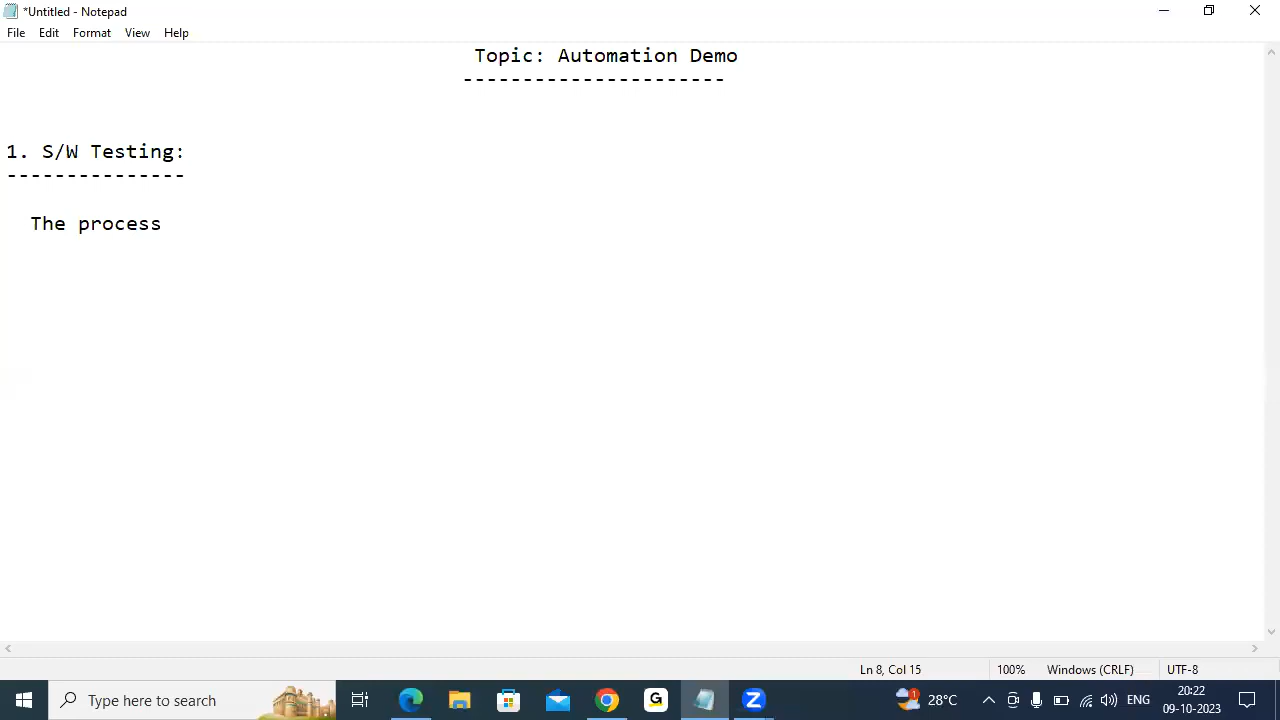 *Untitled - Notepad
File Edit Format View Help
Topic: Automation Demo
----------------------
1. S/W Testing:
---------------
The process
Ln 8, Col 15 100% Windows (CRLF) UTF-8
Type here to search
1 28°C ENG
20:22
09-10-2023